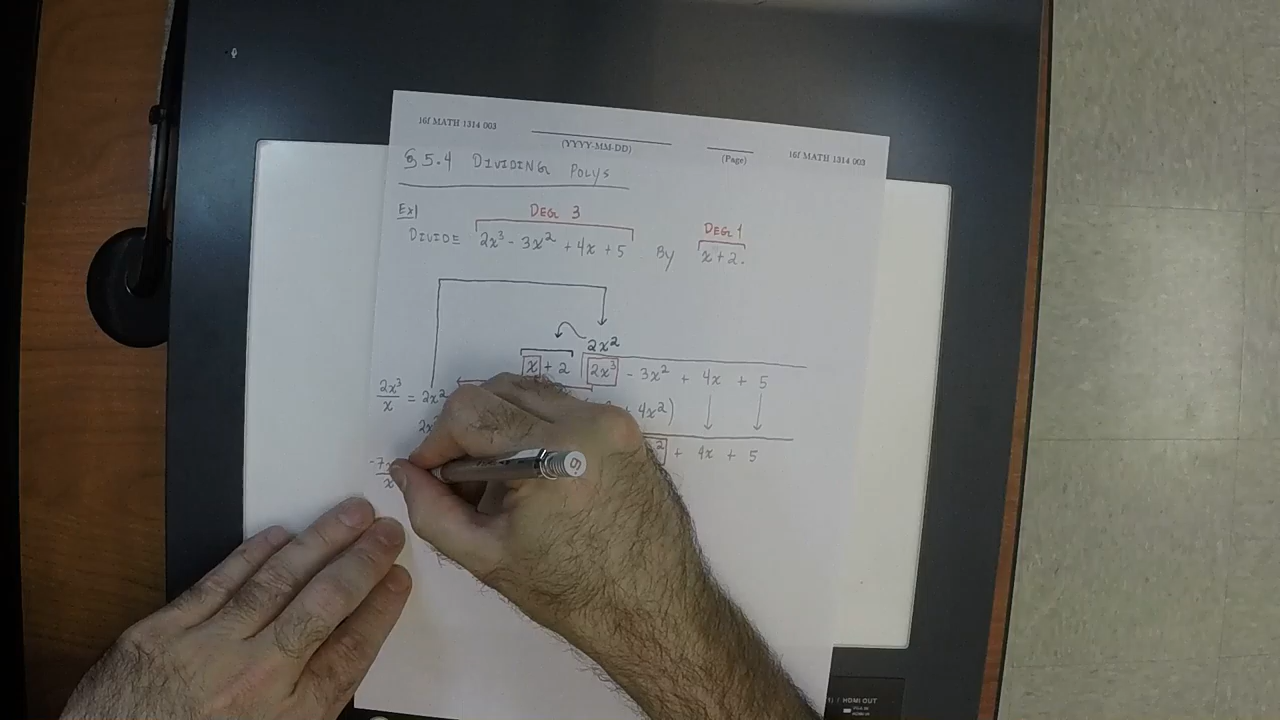 16f MATH 1314 003
(YYYY-MM-DD)
(Page)
16f MATH 1314 003
§ 5.4 DIVIDING POLYS
Ex1
DEG 3
DEG 1
DIVIDE 2x³ - 3x² + 4x + 5 By x + 2.
2x²
x + 2 2x³ - 3x² + 4x + 5
2x³/x = 2x²
+ 4x²)
+ 4x + 5
HDMI OUT